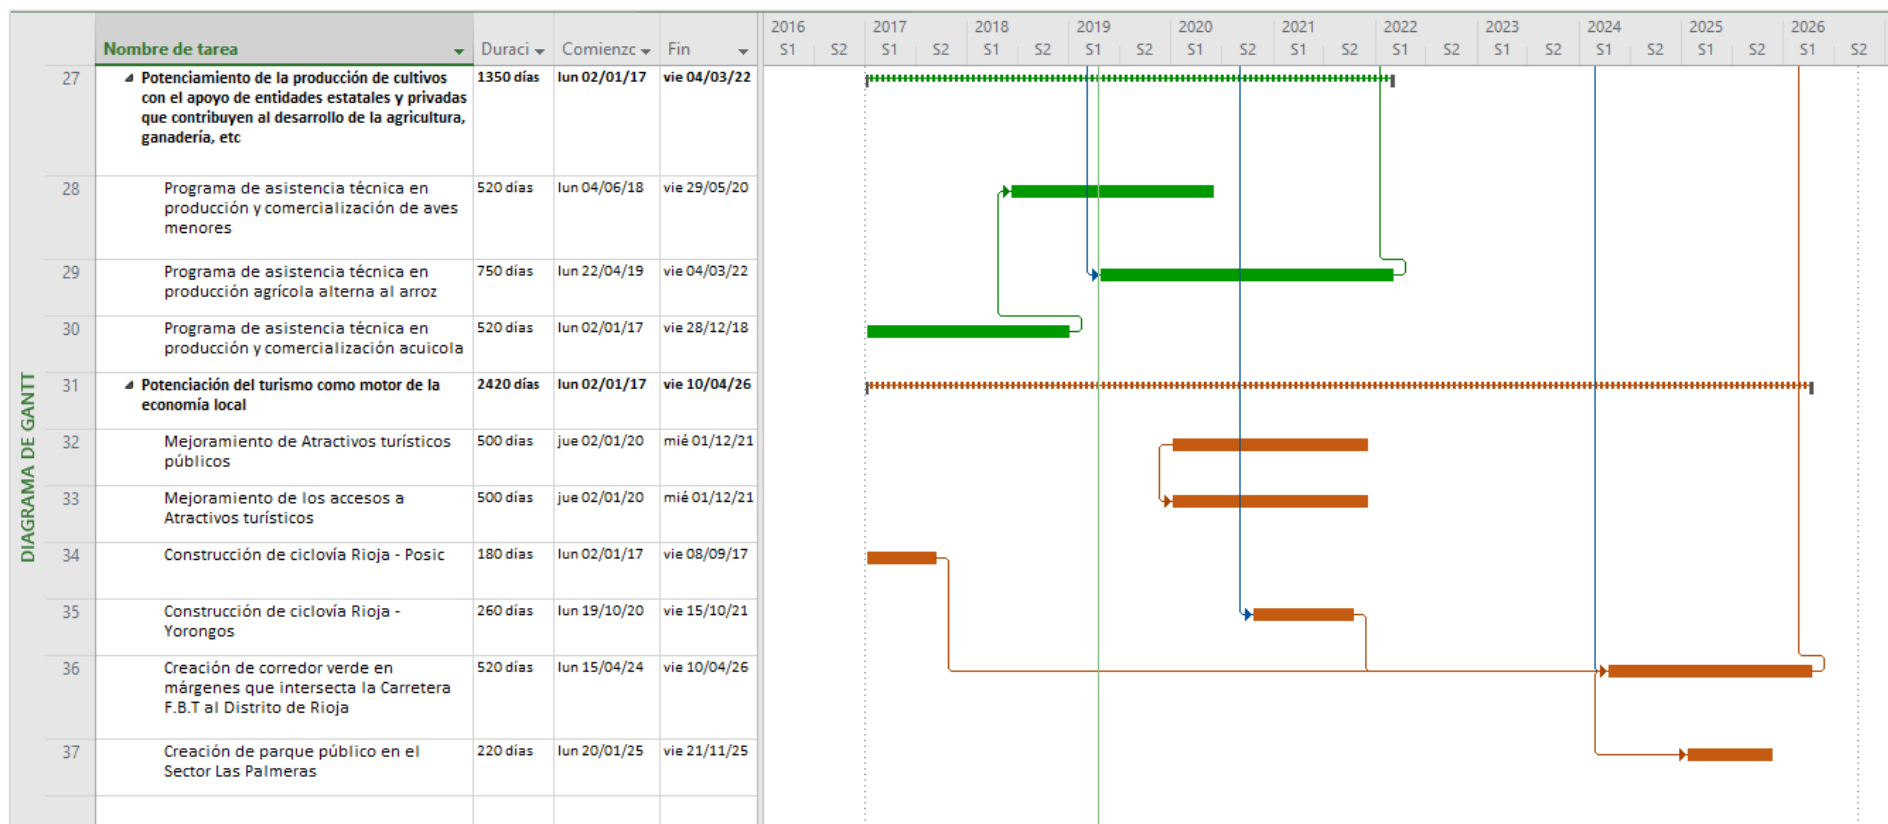 2016 2017 2018 2019 2020 2021 2022 2023 2024 2025 2026
Nombre de tarea Duraci Comienzc Fin S1 S2 S1 S2 S1 S2 S1 S2 S1 S2 S1 S2 S1 S2 S1 S2 S1 S2 S1 S2 S1 S2
27 Potenciamiento de la producción de cultivos 1350 días lun 02/01/17 vie 04/03/22
con el apoyo de entidades estatales y privadas
que contribuyen al desarrollo de la agricultura,
ganadería, etc
28 Programa de asistencia técnica en 520 días lun 04/06/18 vie 29/05/20
producción y comercialización de aves
menores
29 Programa de asistencia técnica en 750 días lun 22/04/19 vie 04/03/22
producción agrícola alterna al arroz
30 Programa de asistencia técnica en 520 días lun 02/01/17 vie 28/12/18
producción y comercialización acuicola
31 Potenciación del turismo como motor de la 2420 días lun 02/01/17 vie 10/04/26
economía local
32 Mejoramiento de Atractivos turísticos 500 días jue 02/01/20 mié 01/12/21
públicos
33 Mejoramiento de los accesos a 500 días jue 02/01/20 mié 01/12/21
Atractivos turísticos
34 Construcción de ciclovía Rioja - Posic 180 días lun 02/01/17 vie 08/09/17
35 Construcción de ciclovía Rioja - 260 días lun 19/10/20 vie 15/10/21
Yorongos
36 Creación de corredor verde en 520 días lun 15/04/24 vie 10/04/26
márgenes que intersecta la Carretera
F.B.T al Distrito de Rioja
37 Creación de parque público en el 220 días lun 20/01/25 vie 21/11/25
Sector Las Palmeras
DIAGRAMA DE GANTT